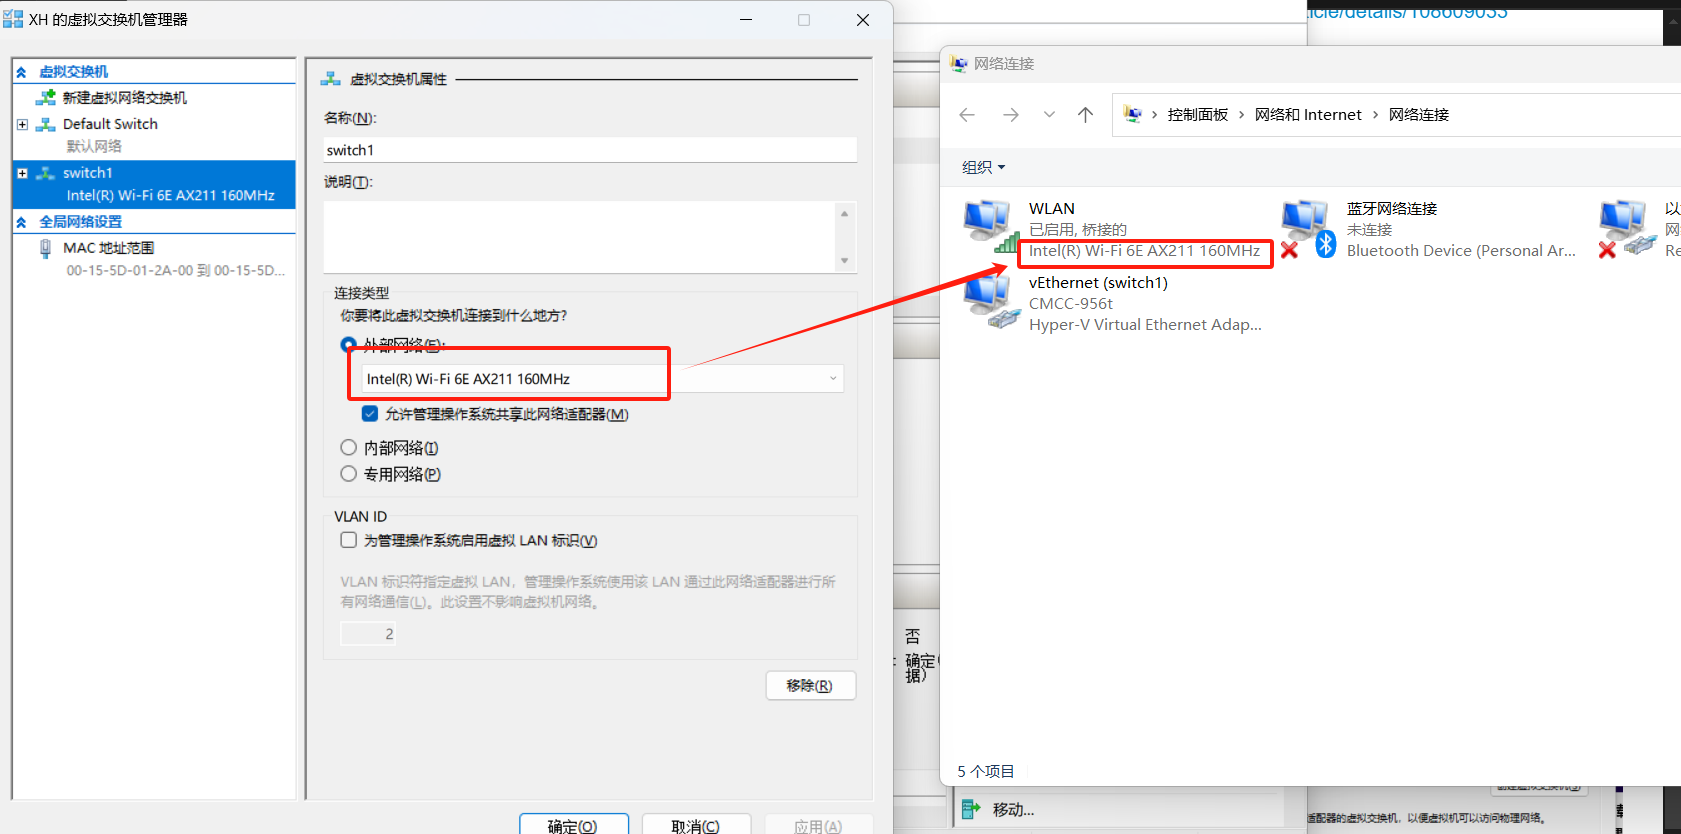 XH 的虚拟交换机管理器
虚拟交换机
新建虚拟网络交换机
Default Switch
默认网络
switch1
Intel(R) Wi-Fi 6E AX211 160MHz
全局网络设置
MAC 地址范围
00-15-5D-01-2A-00 到 00-15-5D...
虚拟交换机属性
名称(N):
switch1
说明(T):
连接类型
你要将此虚拟交换机连接到什么地方?
外部网络(E):
Intel(R) Wi-Fi 6E AX211 160MHz
允许管理操作系统共享此网络适配器(M)
内部网络(I)
专用网络(P)
VLAN ID
为管理操作系统启用虚拟 LAN 标识(V)
VLAN 标识符指定虚拟 LAN，管理操作系统使用该 LAN 通过此网络适配器进行所
有网络通信(L)。此设置不影响虚拟机网络。
2
移除(R)
确定(O)
取消(C)
应用(A)
否
: 确定(
据)
icle/details/108609033
网络连接
控制面板 > 网络和 Internet > 网络连接
组织
WLAN
已启用, 桥接的
Intel(R) Wi-Fi 6E AX211 160MHz
蓝牙网络连接
未连接
Bluetooth Device (Personal Ar...
以
网
Re
vEthernet (switch1)
CMCC-956t
Hyper-V Virtual Ethernet Adap...
5 个项目
移动...
适配器的虚拟交换机，以便虚拟机可以访问物理网络。